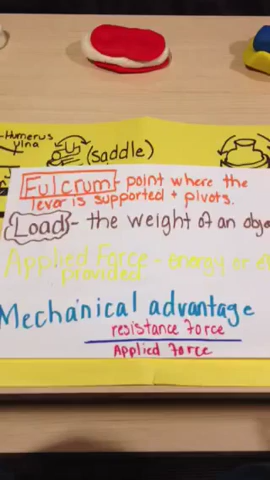 -Humerus
ulna
(saddle)
Fulcrum - point where the
lever is supported + pivots.
Load - the weight of an obje
Applied Force - energy or ef
provided
Mechanical advantage
resistance force
Applied Force